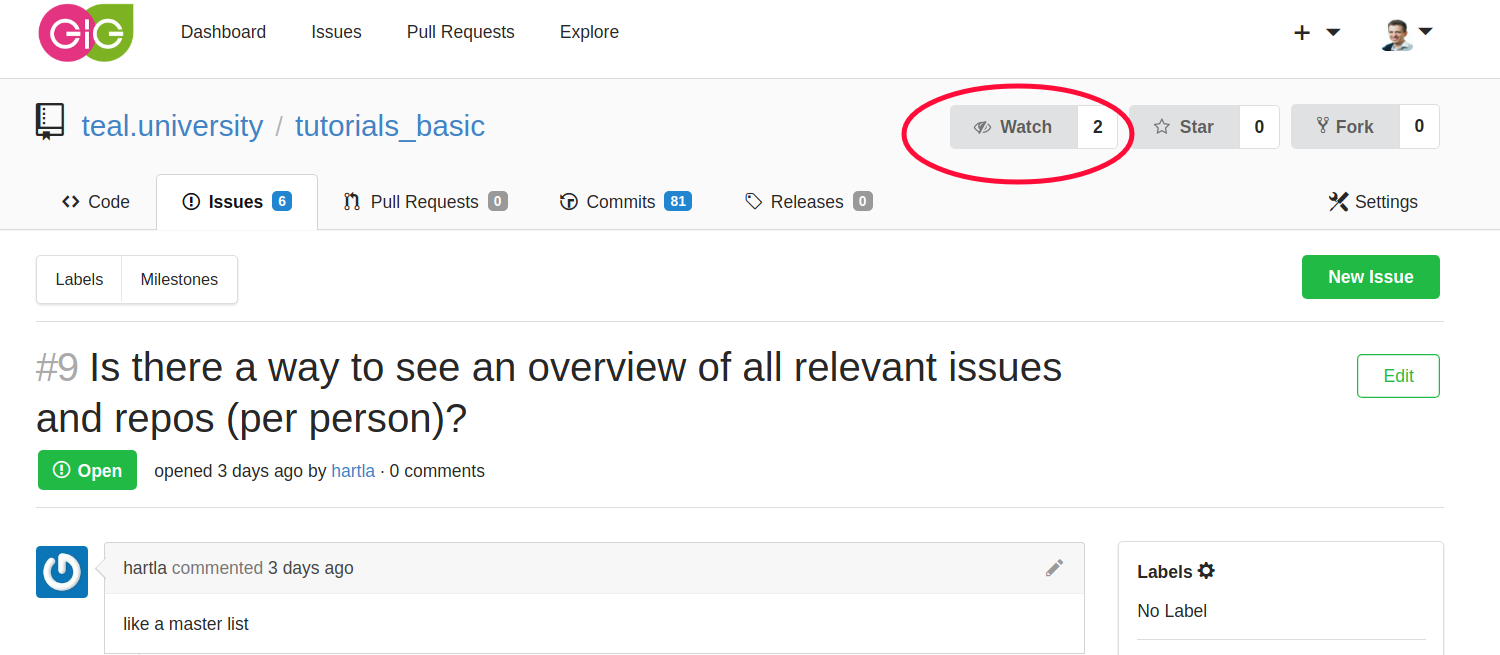 GiG Dashboard Issues Pull Requests Explore
teal.university / tutorials_basic Watch 2 Star 0 Fork 0
Code Issues 6 Pull Requests 0 Commits 81 Releases 0 Settings
Labels Milestones New Issue
#9 Is there a way to see an overview of all relevant issues Edit
and repos (per person)?
Open opened 3 days ago by hartla · 0 comments
hartla commented 3 days ago
Labels
like a master list
No Label